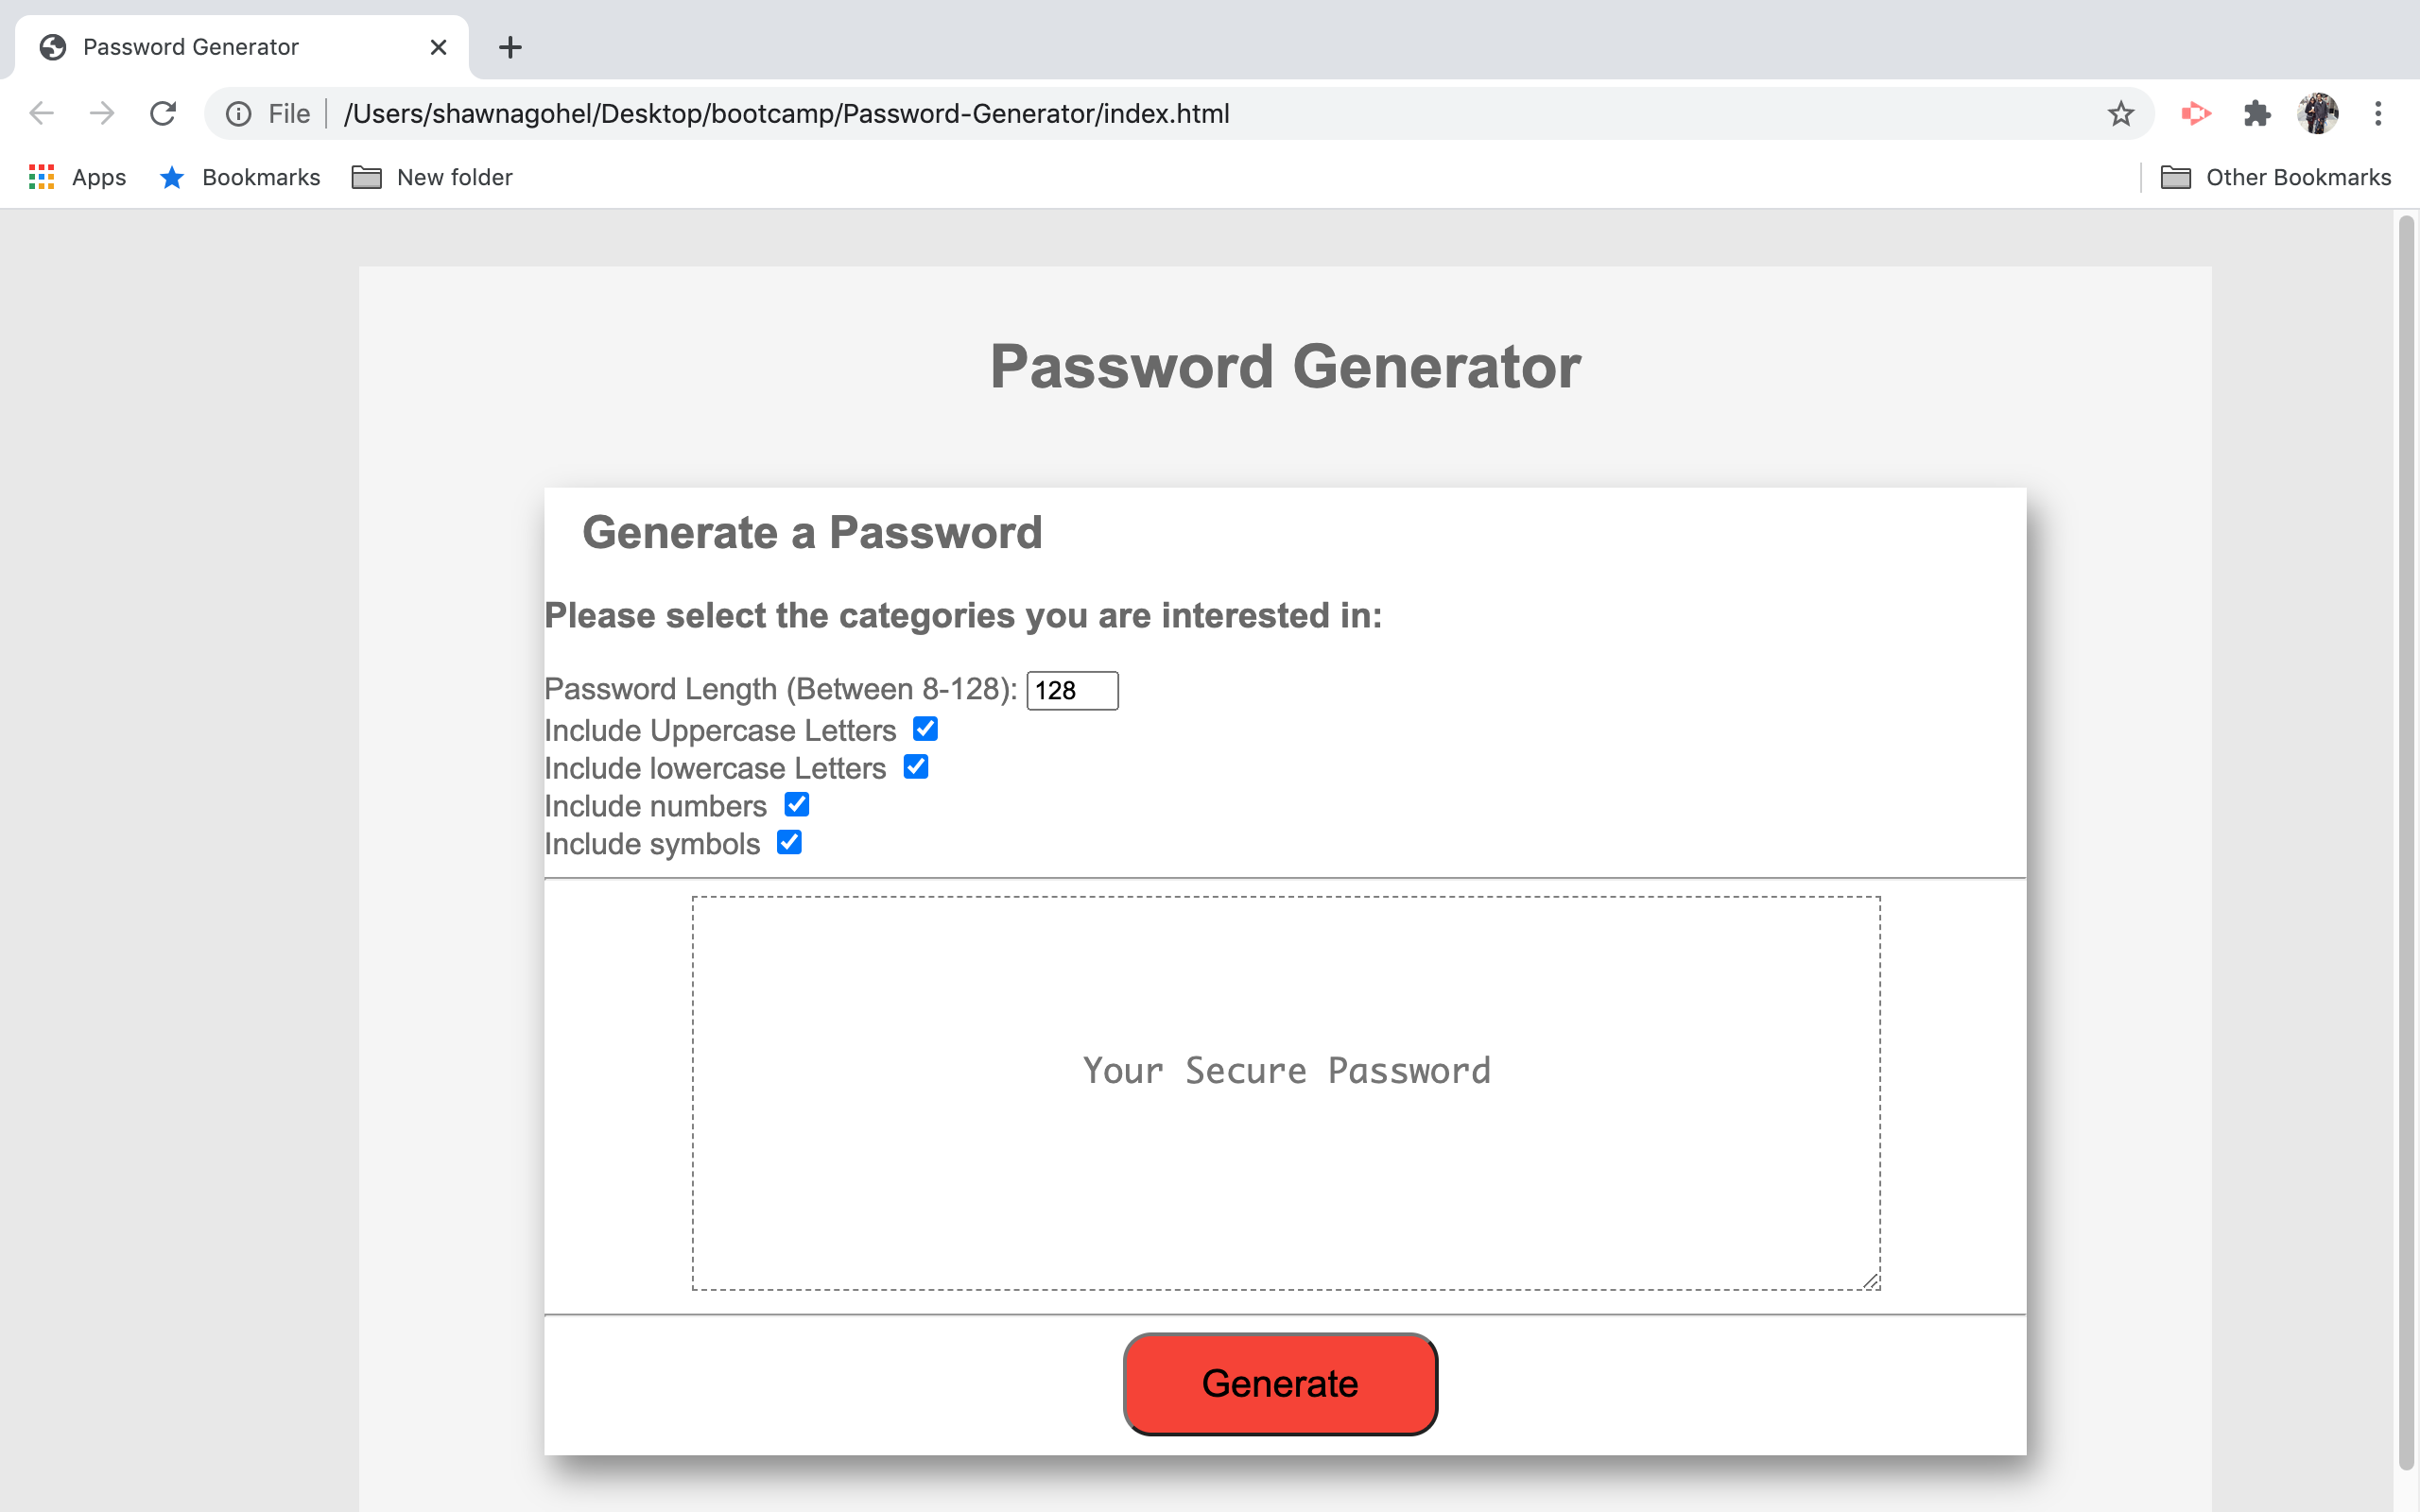 Password Generator
File /Users/shawnagohel/Desktop/bootcamp/Password-Generator/index.html
Apps Bookmarks New folder Other Bookmarks
Password Generator
Generate a Password
Please select the categories you are interested in:
Password Length (Between 8-128): 128
Include Uppercase Letters
Include lowercase Letters
Include numbers
Include symbols
Your Secure Password
Generate